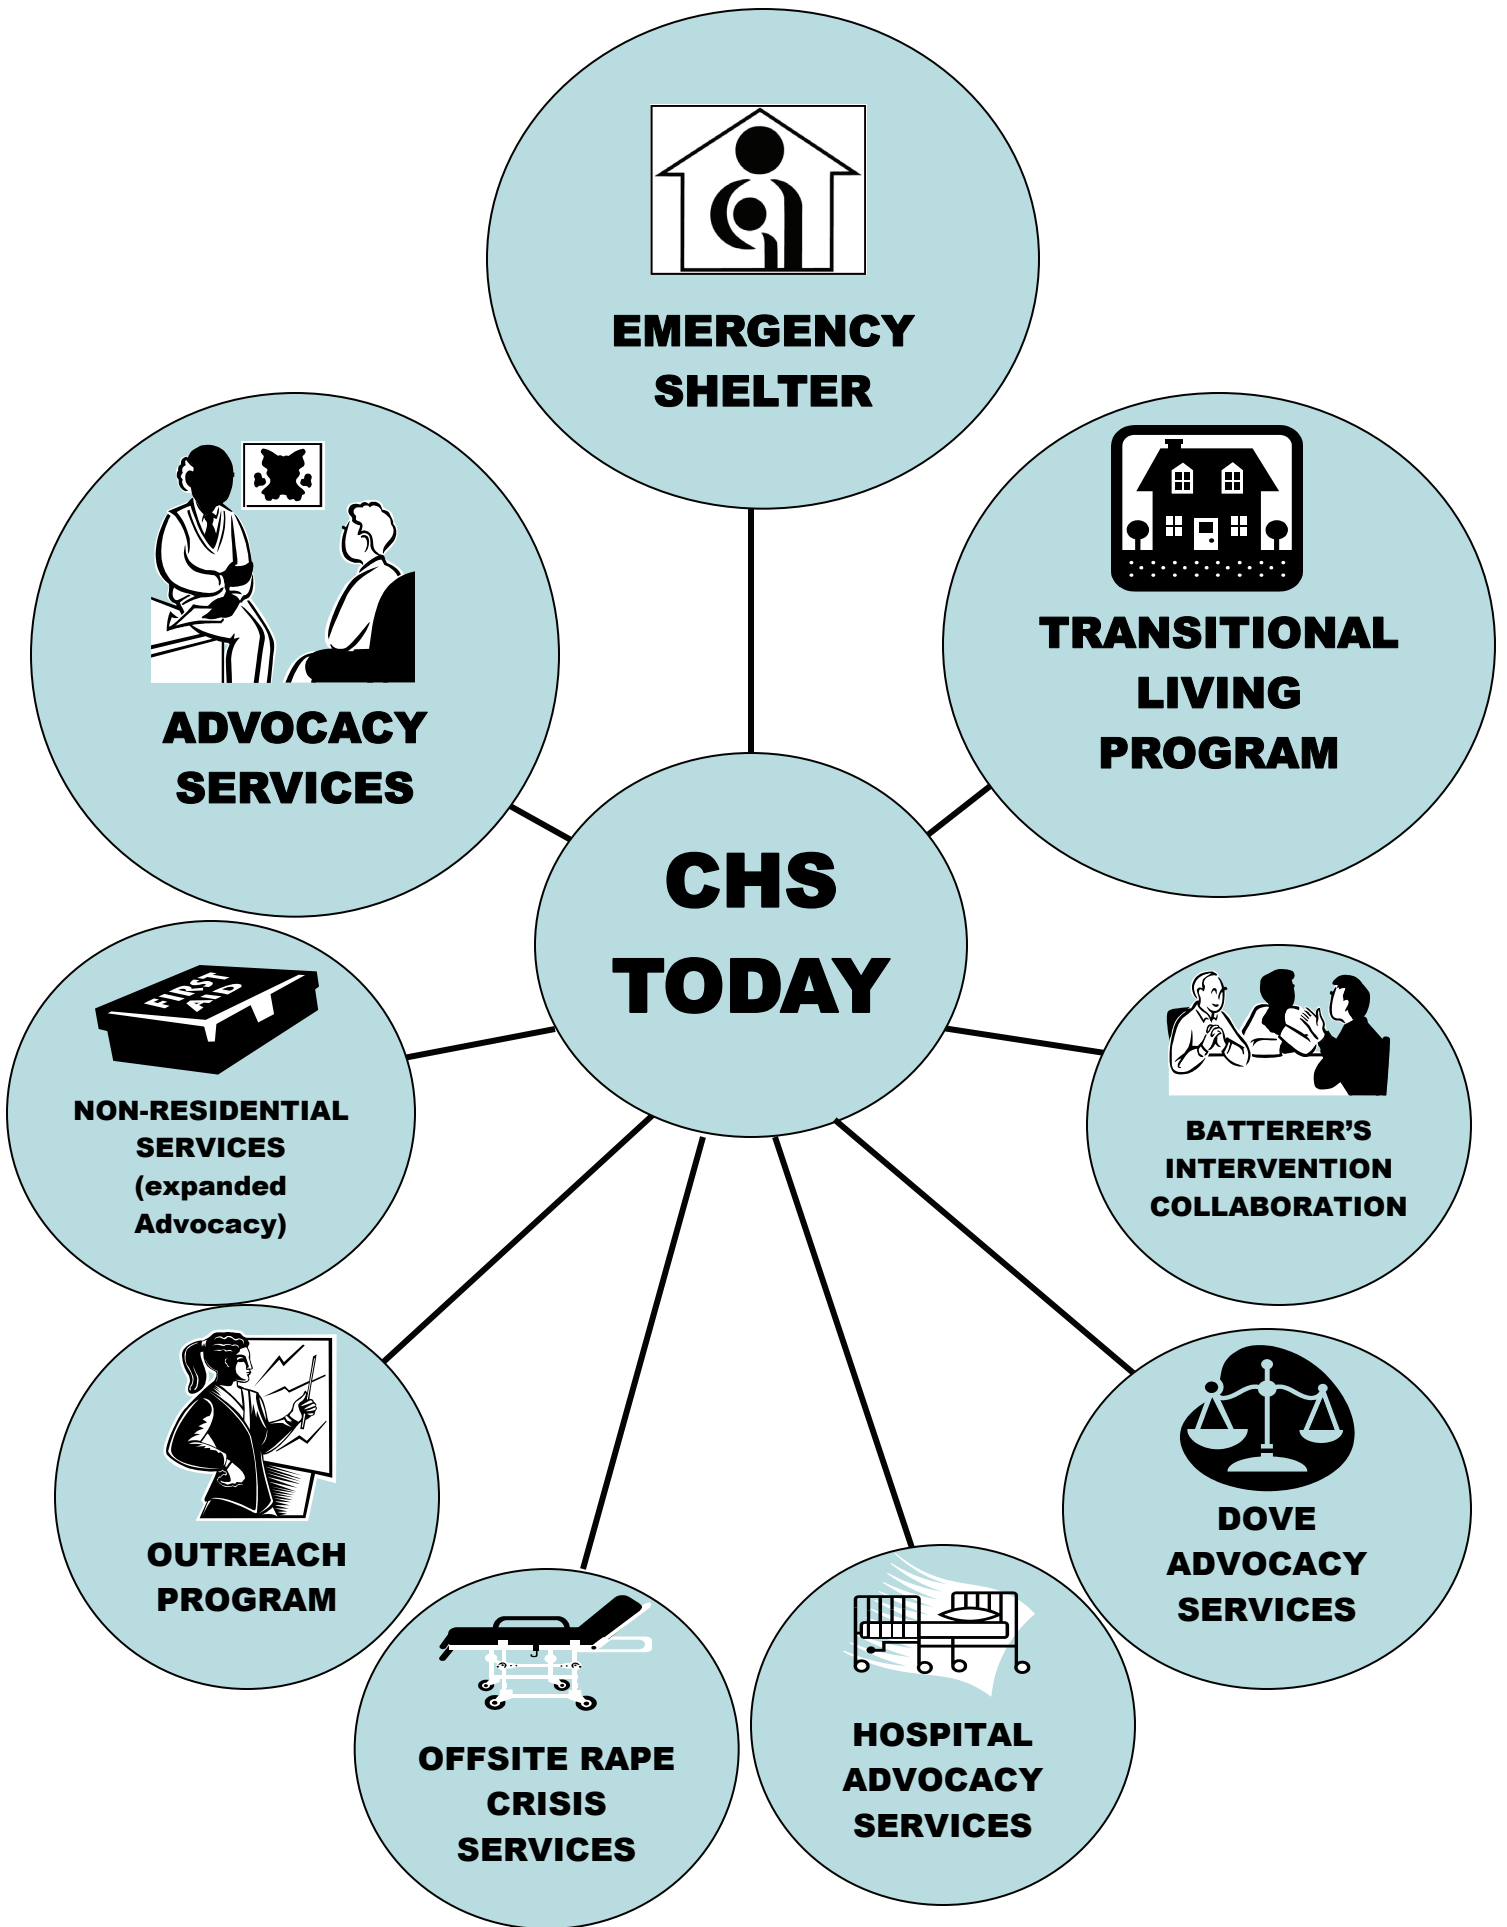 EMERGENCY
SHELTER
ADVOCACY
SERVICES
TRANSITIONAL
LIVING
PROGRAM
CHS
TODAY
FIRST
AID
NON-RESIDENTIAL
SERVICES
(expanded
Advocacy)
BATTERER’S
INTERVENTION
COLLABORATION
OUTREACH
PROGRAM
DOVE
ADVOCACY
SERVICES
OFFSITE RAPE
CRISIS
SERVICES
HOSPITAL
ADVOCACY
SERVICES